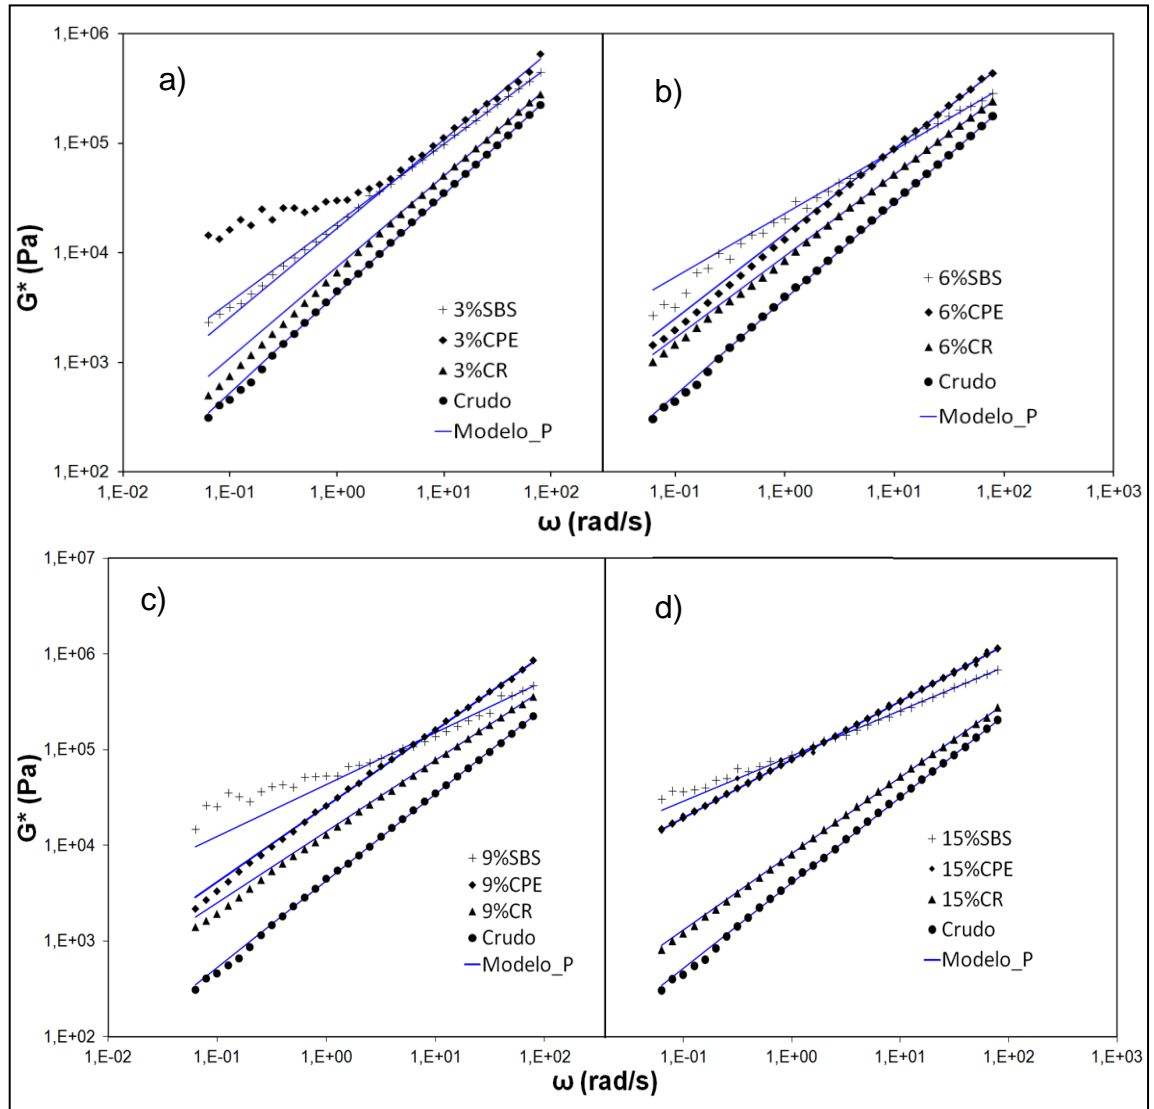 a)
b)
G* (Pa)
1,E+06
1,E+05
1,E+04
1,E+03
1,E+02
3%SBS
3%CPE
3%CR
Crudo
Modelo_P
6%SBS
6%CPE
6%CR
Crudo
Modelo_P
1,E-02 1,E-01 1,E+00 1,E+01 1,E+02
1,E-01 1,E+00 1,E+01 1,E+02 1,E+03
ω (rad/s)
c)
d)
G* (Pa)
1,E+07
1,E+06
1,E+05
1,E+04
1,E+03
1,E+02
9%SBS
9%CPE
9%CR
Crudo
Modelo_P
15%SBS
15%CPE
15%CR
Crudo
Modelo_P
1,E-02 1,E-01 1,E+00 1,E+01 1,E+02
1,E-01 1,E+00 1,E+01 1,E+02 1,E+03
ω (rad/s)